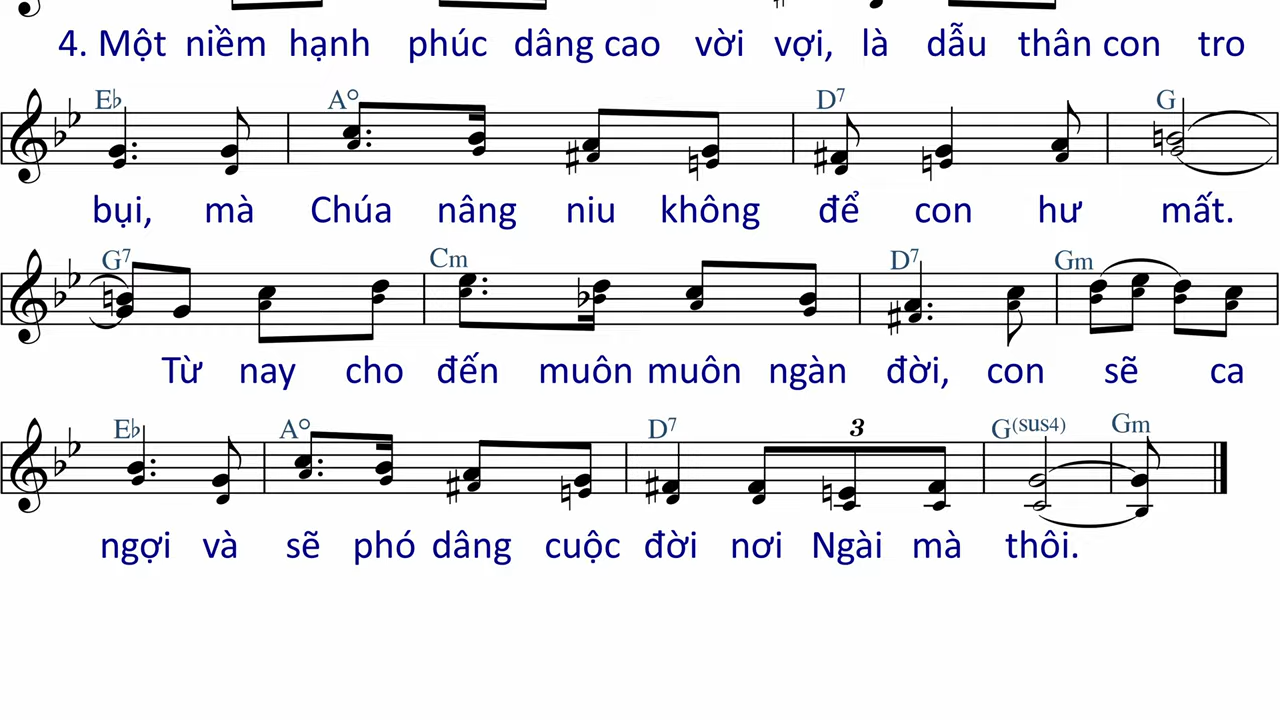 4. Một niềm hạnh phúc dâng cao vời vợi, là dẫu thân con tro
E♭ A° D7 G
bụi, mà Chúa nâng niu không để con hư mất.
G7 Cm D7 Gm
Từ nay cho đến muôn muôn ngàn đời, con sẽ ca
E♭ A° D7 3 G(sus4) Gm
ngợi và sẽ phó dâng cuộc đời nơi Ngài mà thôi.